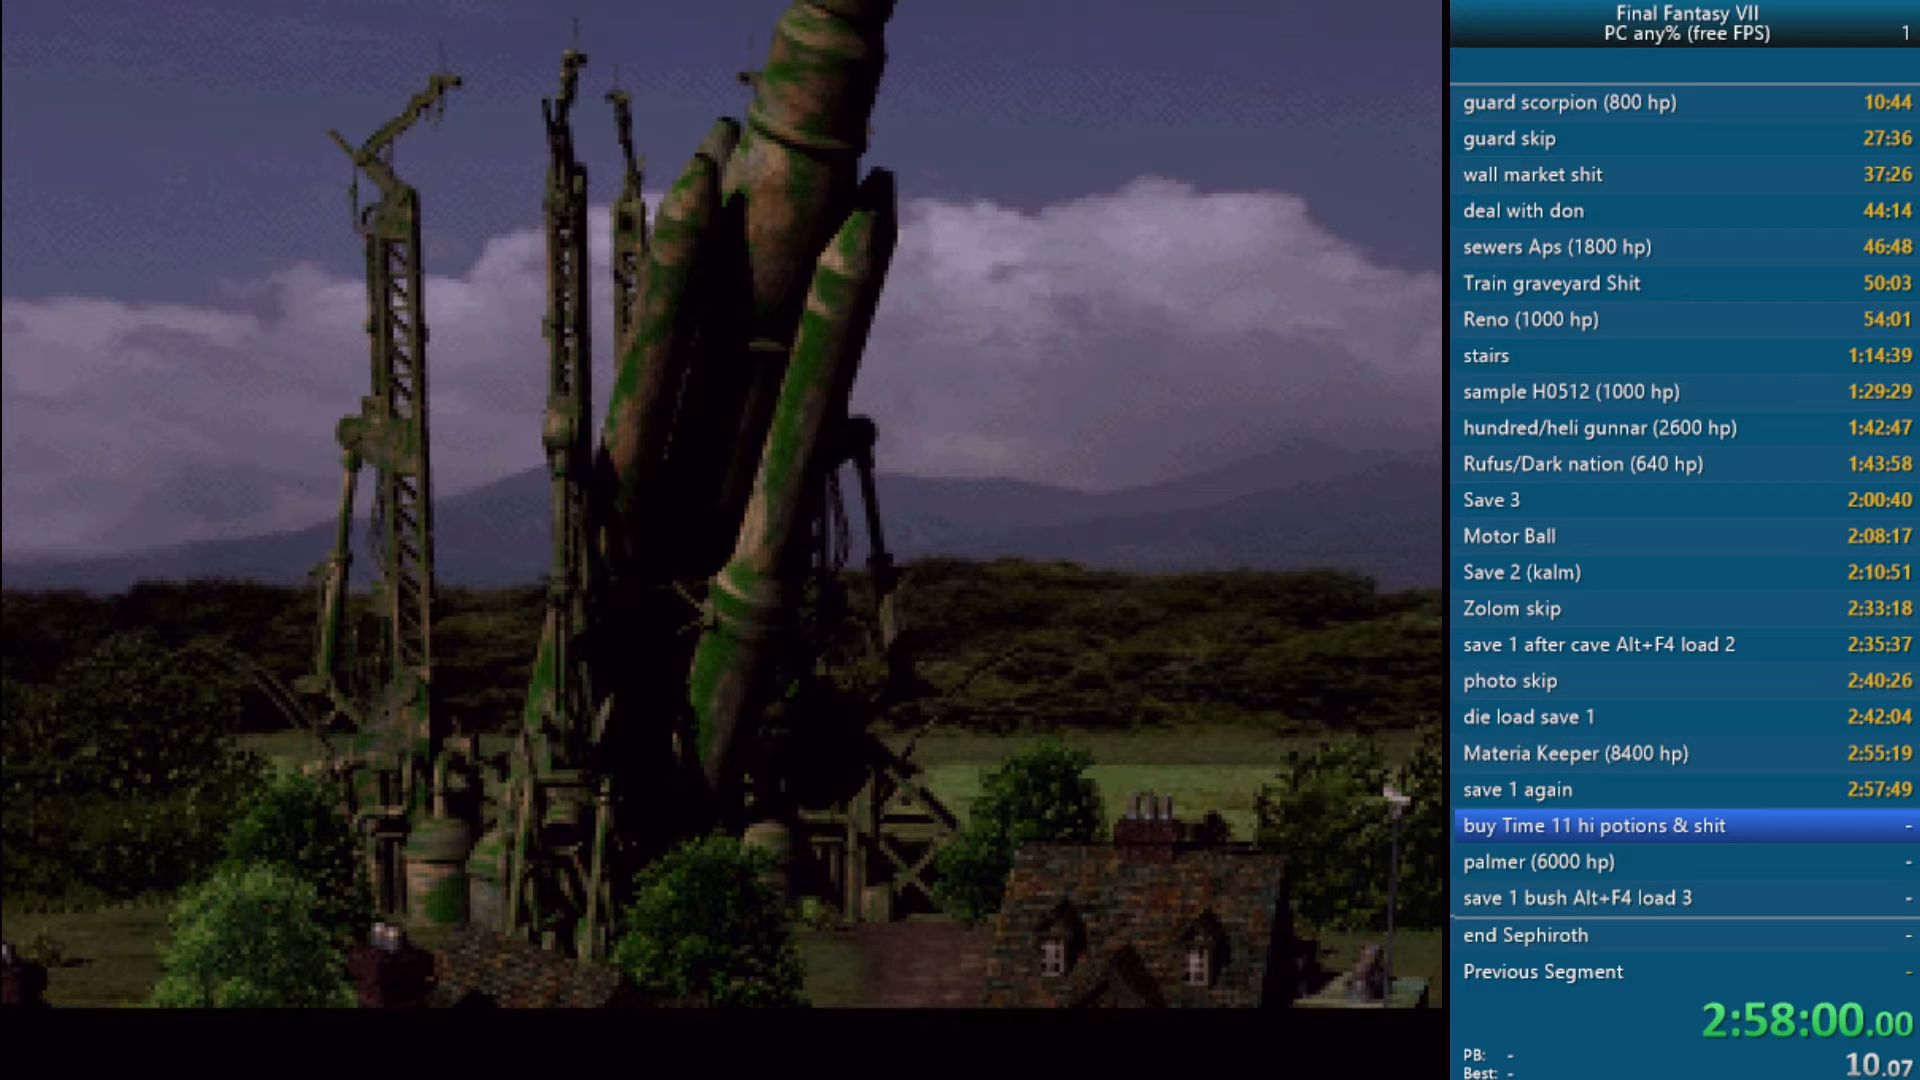 Final Fantasy VII
PC any% (free FPS) 1
guard scorpion (800 hp) 10:44
guard skip 27:36
wall market shit 37:26
deal with don 44:14
sewers Aps (1800 hp) 46:48
Train graveyard Shit 50:03
Reno (1000 hp) 54:01
stairs 1:14:39
sample H0512 (1000 hp) 1:29:29
hundred/heli gunnar (2600 hp) 1:42:47
Rufus/Dark nation (640 hp) 1:43:58
Save 3 2:00:40
Motor Ball 2:08:17
Save 2 (kalm) 2:10:51
Zolom skip 2:33:18
save 1 after cave Alt+F4 load 2 2:35:37
photo skip 2:40:26
die load save 1 2:42:04
Materia Keeper (8400 hp) 2:55:19
save 1 again 2:57:49
buy Time 11 hi potions & shit -
palmer (6000 hp) -
save 1 bush Alt+F4 load 3 -
end Sephiroth -
Previous Segment -
2:58:00.00
PB: -
Best: - 10.07